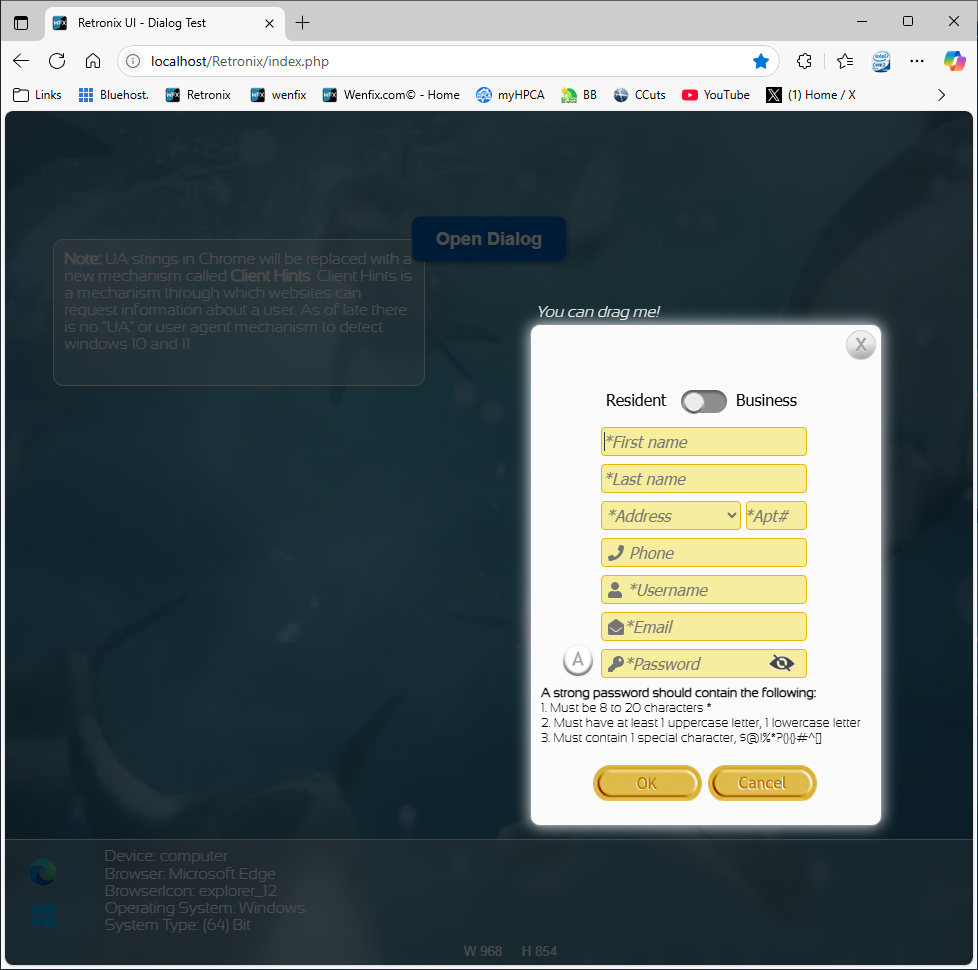 Retronix UI - Dialog Test
localhost/Retronix/index.php
Links
Bluehost.
WFX Retronix
WFX wenfix
WFX Wenfix.com© - Home
myHPCA
BB
CCuts
YouTube
X (1) Home / X
Open Dialog
Note: UA strings in Chrome will be replaced with a
new mechanism called Client Hints. Client Hints is
a mechanism through which websites can
request information about a user. As of late there
is no "UA" or user agent mechanism to detect
windows 10 and 11
You can drag me!
X
Resident Business
*First name
*Last name
*Address *Apt#
Phone
*Username
*Email
A *Password
A strong password should contain the following:
1. Must be 8 to 20 characters *
2. Must have at least 1 uppercase letter, 1 lowercase letter
3. Must contain 1 special character, $@!%*?(){}#^[]
OK Cancel
Device: computer
Browser: Microsoft Edge
BrowserIcon: explorer_12
Operating System: Windows
System Type: (64) Bit
W 968 H 854